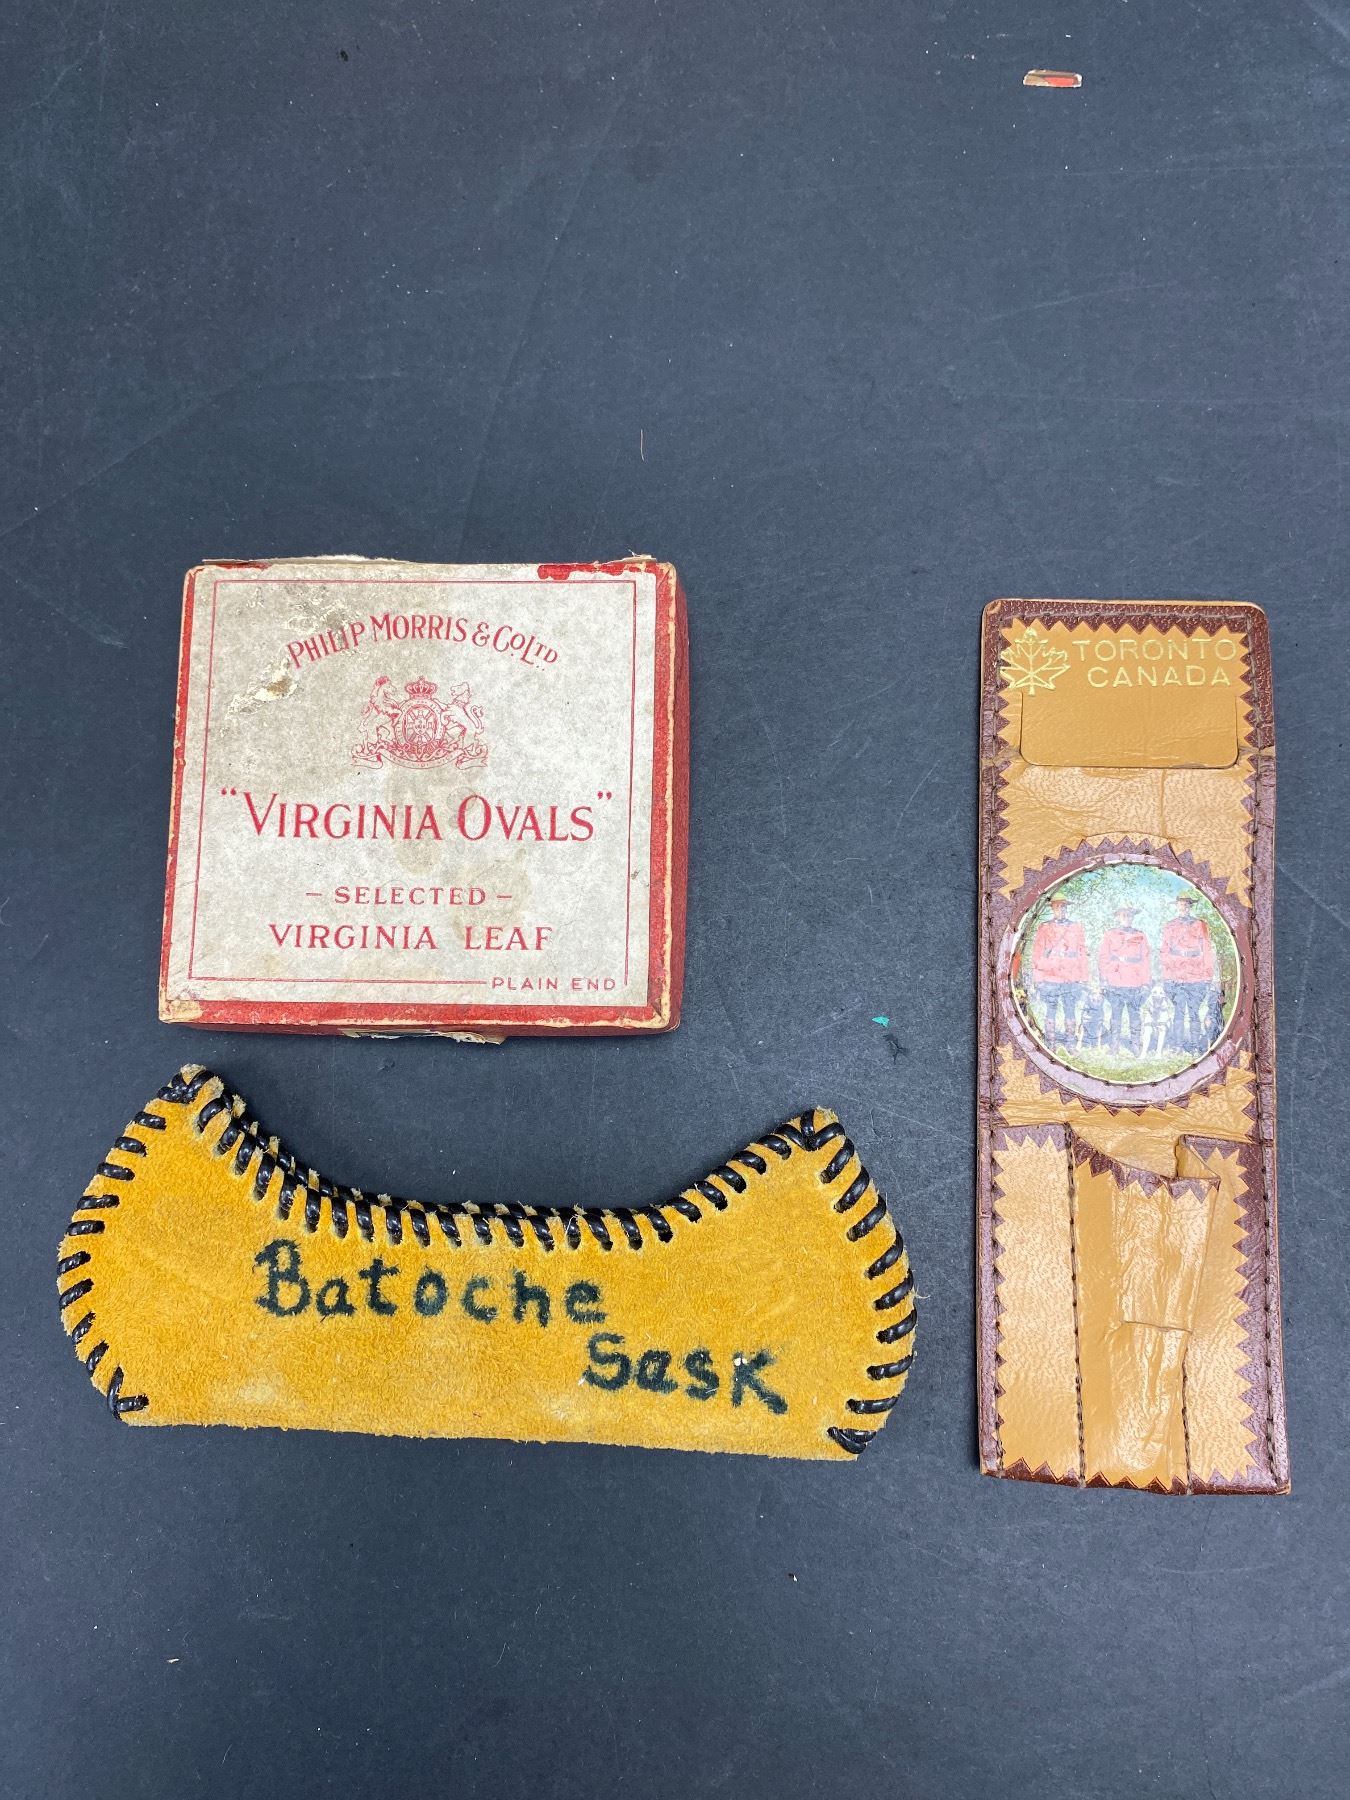 PHILIP MORRIS & CO LTD
"VIRGINIA OVALS"
- SELECTED -
VIRGINIA LEAF
PLAIN END
TORONTO
CANADA
Batoche
Sask